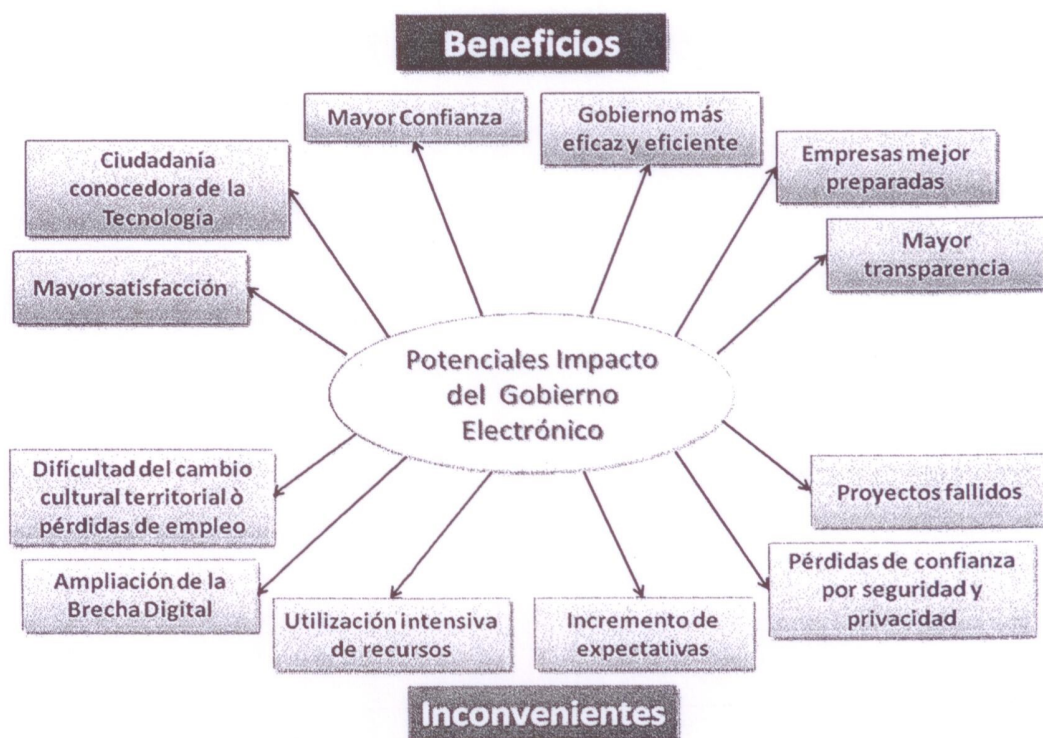 Beneficios
Mayor Confianza
Gobierno más
eficaz y eficiente
Ciudadanía
conocedora de la
Tecnología
Empresas mejor
preparadas
Mayor satisfacción
Mayor
transparencia
Potenciales Impacto
del Gobierno
Electrónico
Dificultad del cambio
cultural territorial ò
pérdidas de empleo
Proyectos fallidos
Ampliación de la
Brecha Digital
Utilización intensiva
de recursos
Incremento de
expectativas
Pérdidas de confianza
por seguridad y
privacidad
Inconvenientes